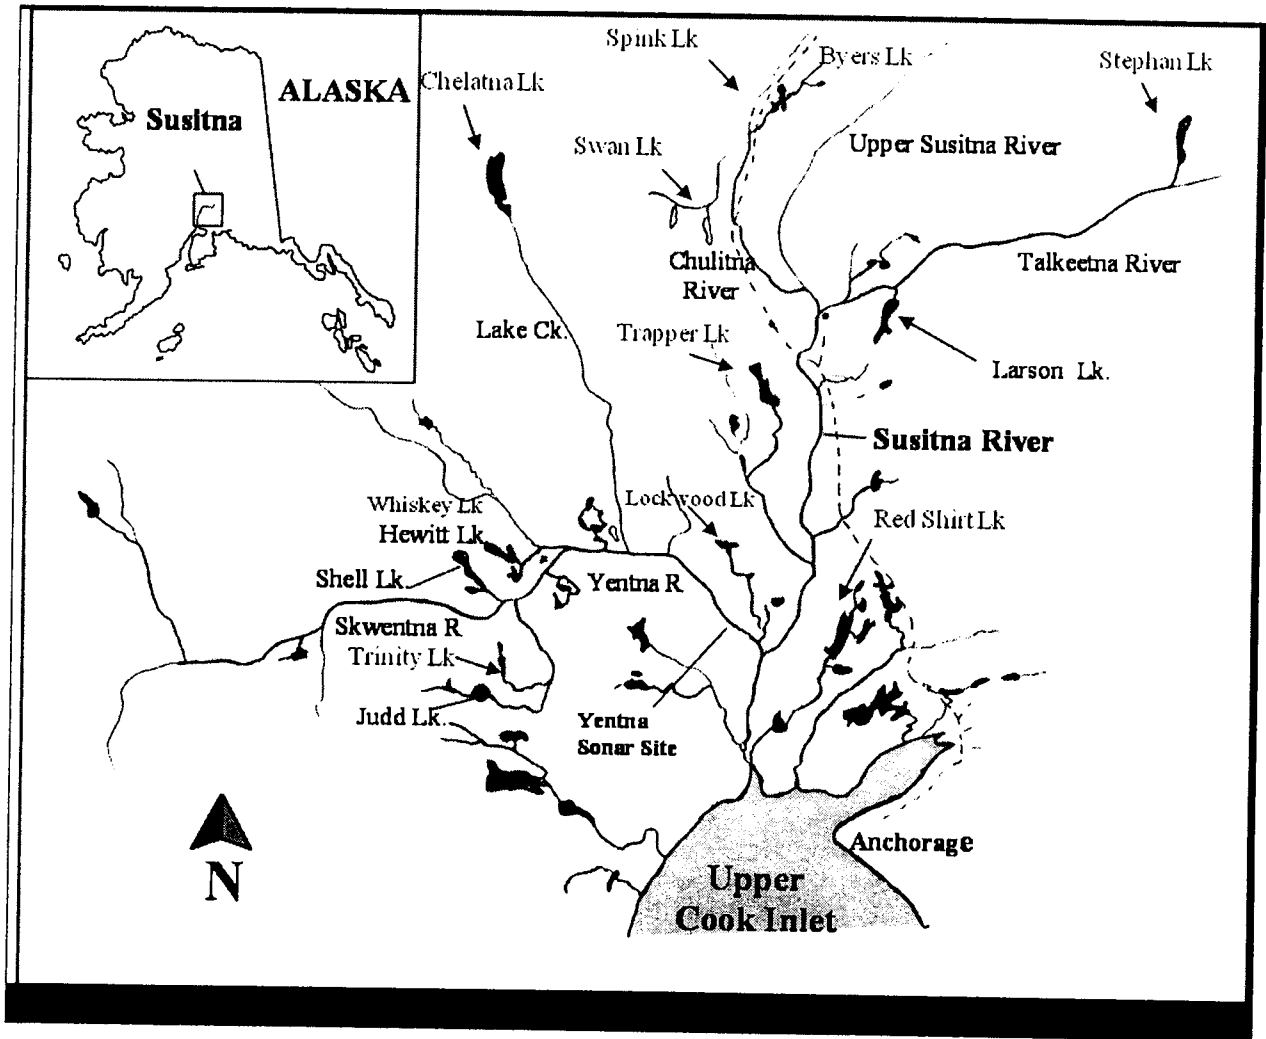 Spink Lk
Byers Lk
Stephan Lk
ALASKA
Chelatna Lk
Susitna
Swan Lk
Upper Susitna River
Chulitna
River
Talkeetna River
Lake Ck.
Trapper Lk
Larson Lk.
Susitna River
Whiskey Lk
Lockwood Lk
Hewitt Lk
Red Shirt Lk
Shell Lk.
Yentna R
Skwentna R
Trinity Lk
Judd Lk.
Yentna
Sonar Site
N
Anchorage
Upper
Cook Inlet